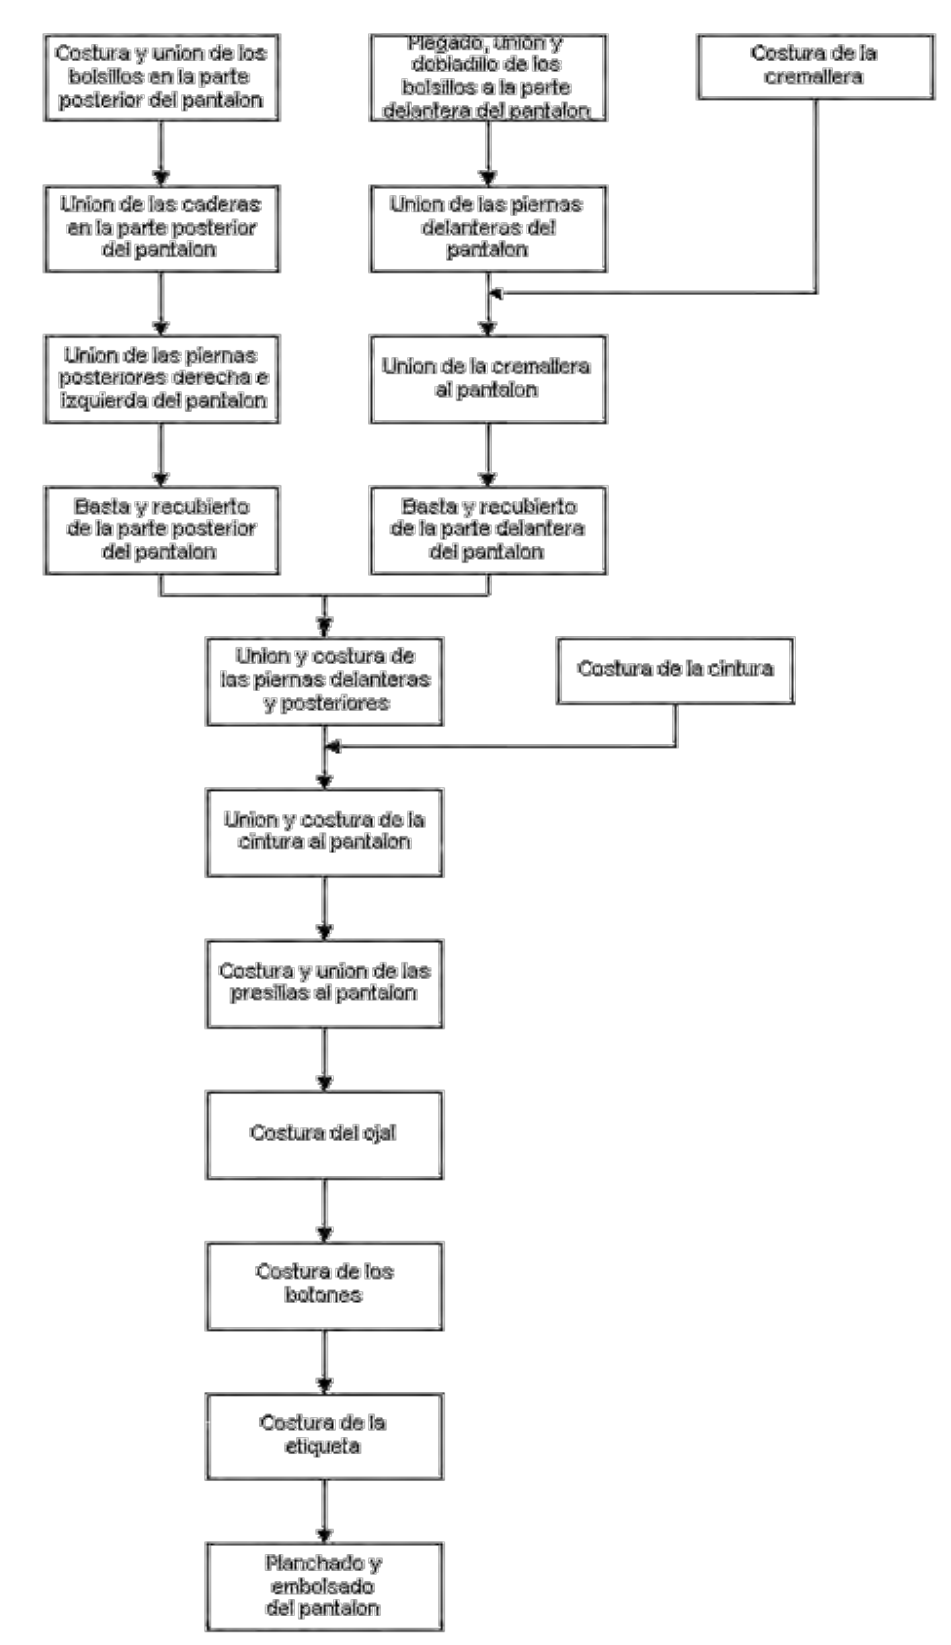 Costura y union de los
bolsillos en la parte
posterior del pantalon
Plegado, union y
dobladillo de los
bolsillos a la parte
delantera del pantalon
Costura de la
cremallera
Union de las caderas
en la parte posterior
del pantalon
Union de las piernas
delanteras del
pantalon
Union de las piernas
posteriores derecha e
izquierda del pantalon
Union de la cremallera
al pantalon
Basta y recubierto
de la parte posterior
del pantalon
Basta y recubierto
de la parte delantera
del pantalon
Union y costura de
las piernas delanteras
y posteriores
Costura de la cintura
Union y costura de la
cintura al pantalon
Costura y union de las
presillas al pantalon
Costura del ojal
Costura de los
botones
Costura de la
etiqueta
Planchado y
embolsado
del pantalon